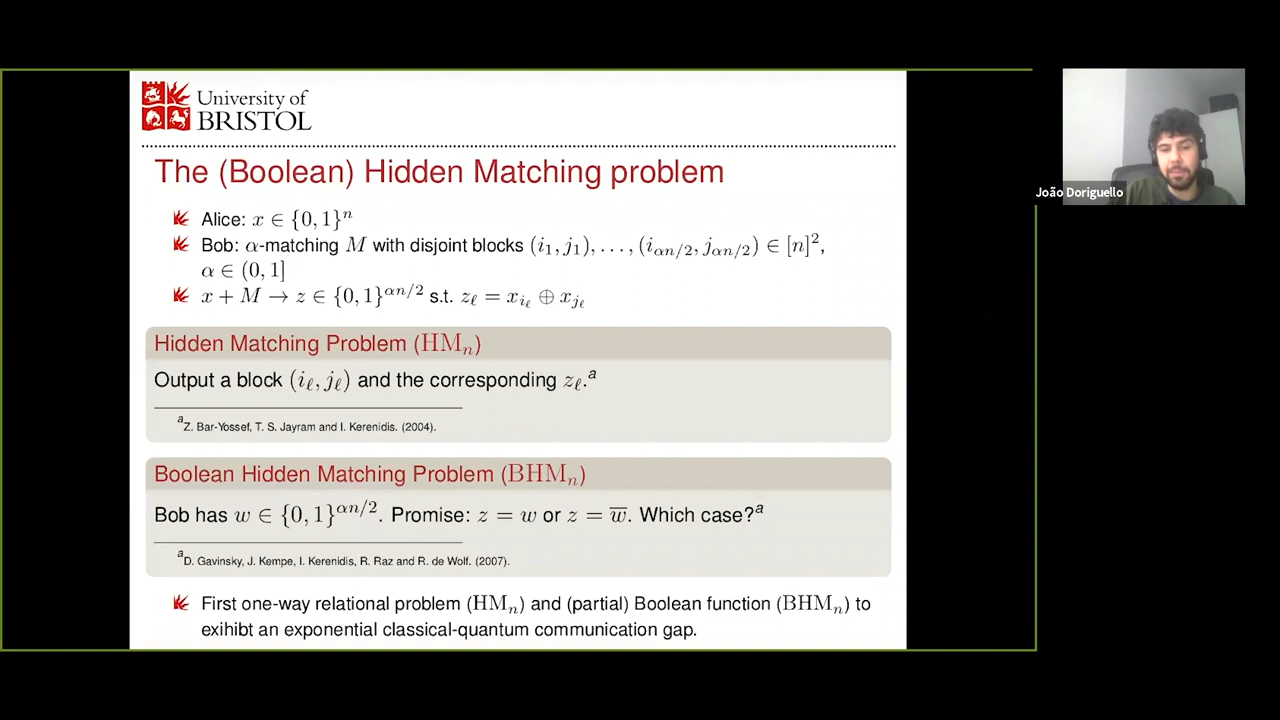 University of
BRISTOL
The (Boolean) Hidden Matching problem
Alice: x ∈ {0, 1}^n
Bob: α-matching M with disjoint blocks (i_1, j_1), . . . , (i_{αn/2}, j_{αn/2}) ∈ [n]^2,
α ∈ (0, 1]
x + M → z ∈ {0, 1}^{αn/2} s.t. z_ℓ = x_{i_ℓ} ⊕ x_{j_ℓ}
Hidden Matching Problem (HM_n)
Output a block (i_ℓ, j_ℓ) and the corresponding z_ℓ.^a
^a Z. Bar-Yossef, T. S. Jayram and I. Kerenidis. (2004).
Boolean Hidden Matching Problem (BHM_n)
Bob has w ∈ {0, 1}^{αn/2}. Promise: z = w or z = \overline{w}. Which case?^a
^a D. Gavinsky, J. Kempe, I. Kerenidis, R. Raz and R. de Wolf. (2007).
First one-way relational problem (HM_n) and (partial) Boolean function (BHM_n) to
exihibt an exponential classical-quantum communication gap.
João Doriguello